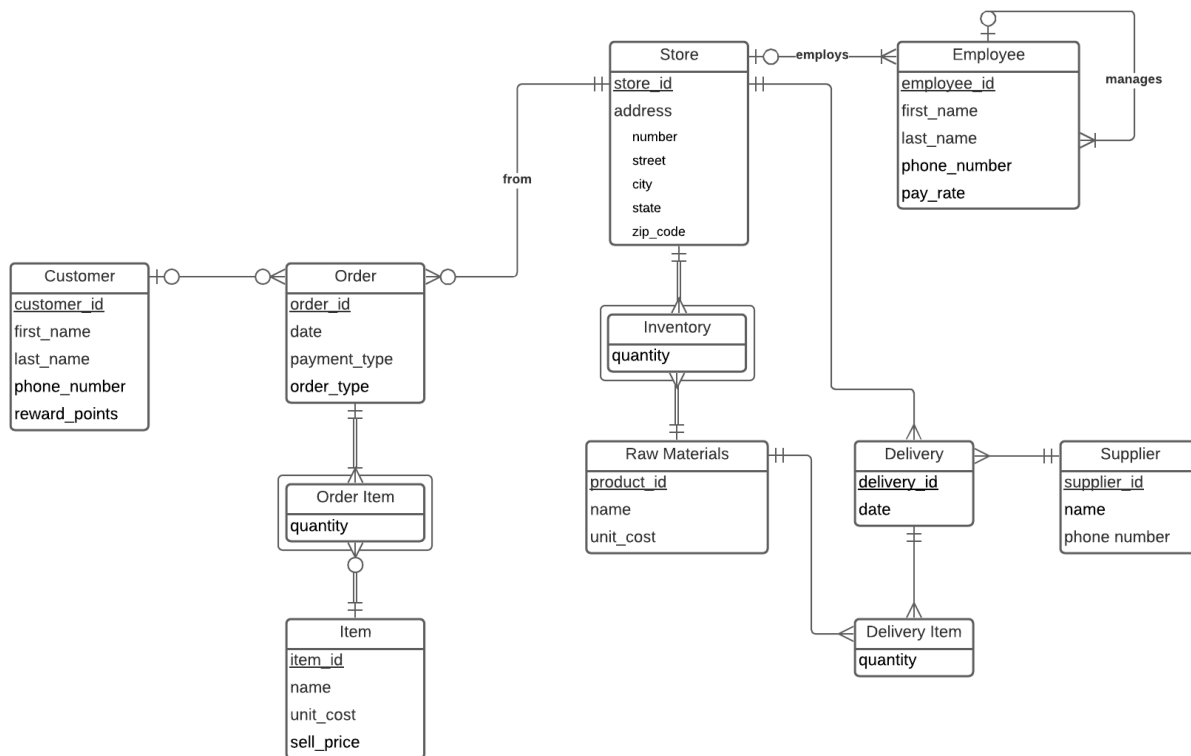 Store
store_id
address
number
street
city
state
zip_code
employs
Employee
employee_id
first_name
last_name
phone_number
pay_rate
manages
from
Customer
customer_id
first_name
last_name
phone_number
reward_points
Order
order_id
date
payment_type
order_type
Inventory
quantity
Raw Materials
product_id
name
unit_cost
Delivery
delivery_id
date
Supplier
supplier_id
name
phone number
Order Item
quantity
Item
item_id
name
unit_cost
sell_price
Delivery Item
quantity